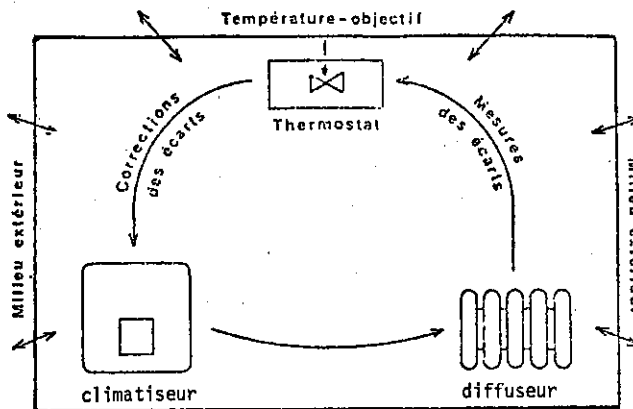 Température-objectif
Thermostat
Corrections
des écarts
Mesures
des écarts
Milieu extérieur
climatiseur
diffuseur